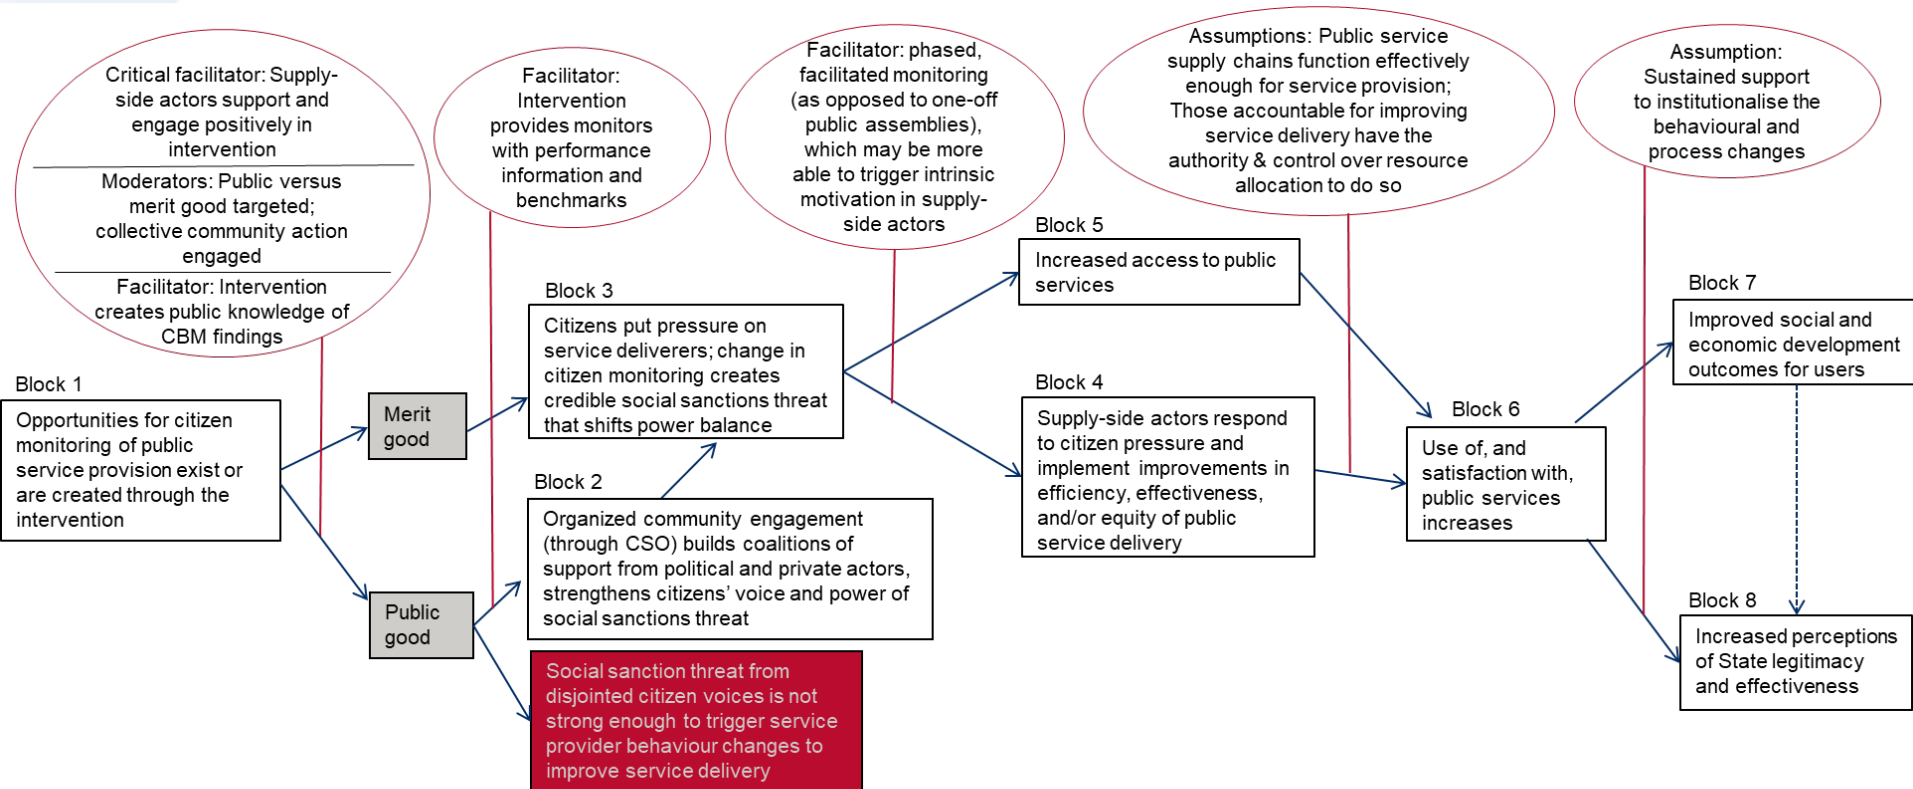 Critical facilitator: Supply-
side actors support and
engage positively in
intervention
Moderators: Public versus
merit good targeted;
collective community action
engaged
Facilitator: Intervention
creates public knowledge of
CBM findings
Facilitator:
Intervention
provides monitors
with performance
information and
benchmarks
Facilitator: phased,
facilitated monitoring
(as opposed to one-off
public assemblies),
which may be more
able to trigger intrinsic
motivation in supply-
side actors
Assumptions: Public service
supply chains function effectively
enough for service provision;
Those accountable for improving
service delivery have the
authority & control over resource
allocation to do so
Assumption:
Sustained support
to institutionalise the
behavioural and
process changes
Block 1
Opportunities for citizen
monitoring of public
service provision exist or
are created through the
intervention
Merit
good
Public
good
Block 3
Citizens put pressure on
service deliverers; change in
citizen monitoring creates
credible social sanctions threat
that shifts power balance
Block 2
Organized community engagement
(through CSO) builds coalitions of
support from political and private actors,
strengthens citizens' voice and power of
social sanctions threat
Social sanction threat from
disjointed citizen voices is not
strong enough to trigger service
provider behaviour changes to
improve service delivery
Block 5
Increased access to public
services
Block 4
Supply-side actors respond
to citizen pressure and
implement improvements in
efficiency, effectiveness,
and/or equity of public
service delivery
Block 6
Use of, and
satisfaction with,
public services
increases
Block 7
Improved social and
economic development
outcomes for users
Block 8
Increased perceptions
of State legitimacy
and effectiveness